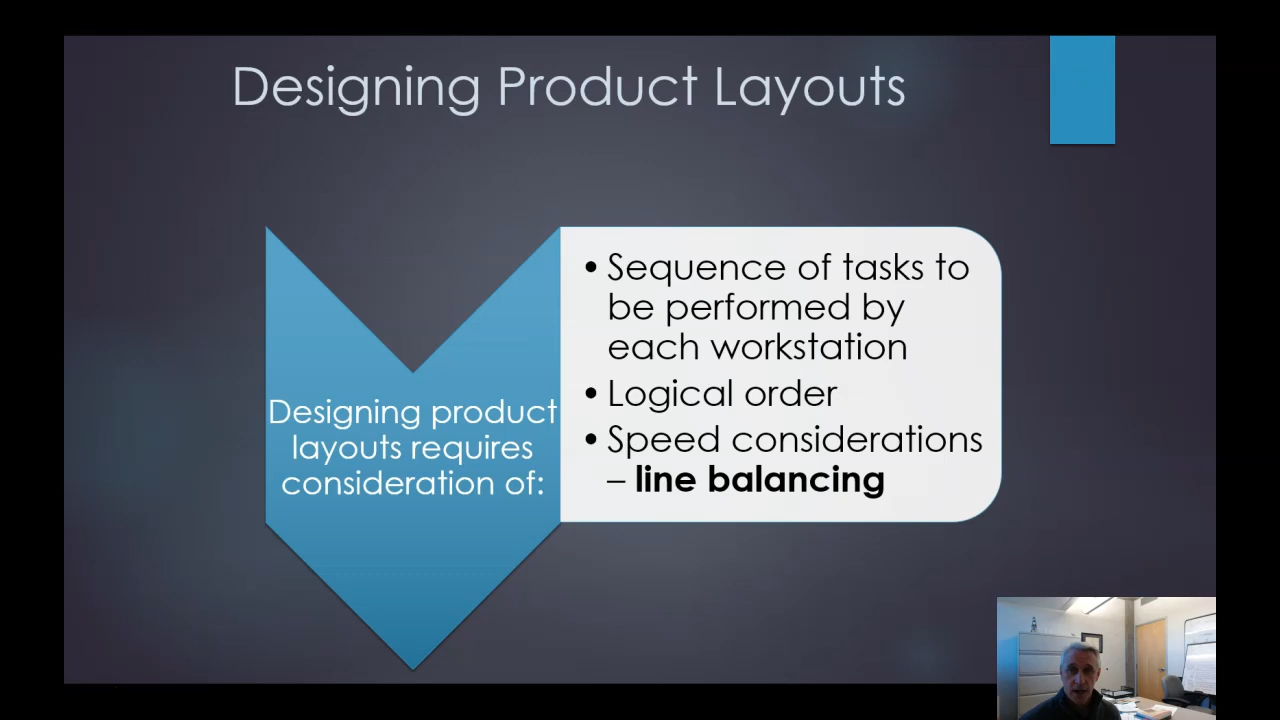 Designing Product Layouts
Designing product
layouts requires
consideration of:
• Sequence of tasks to
be performed by
each workstation
• Logical order
• Speed considerations
– line balancing